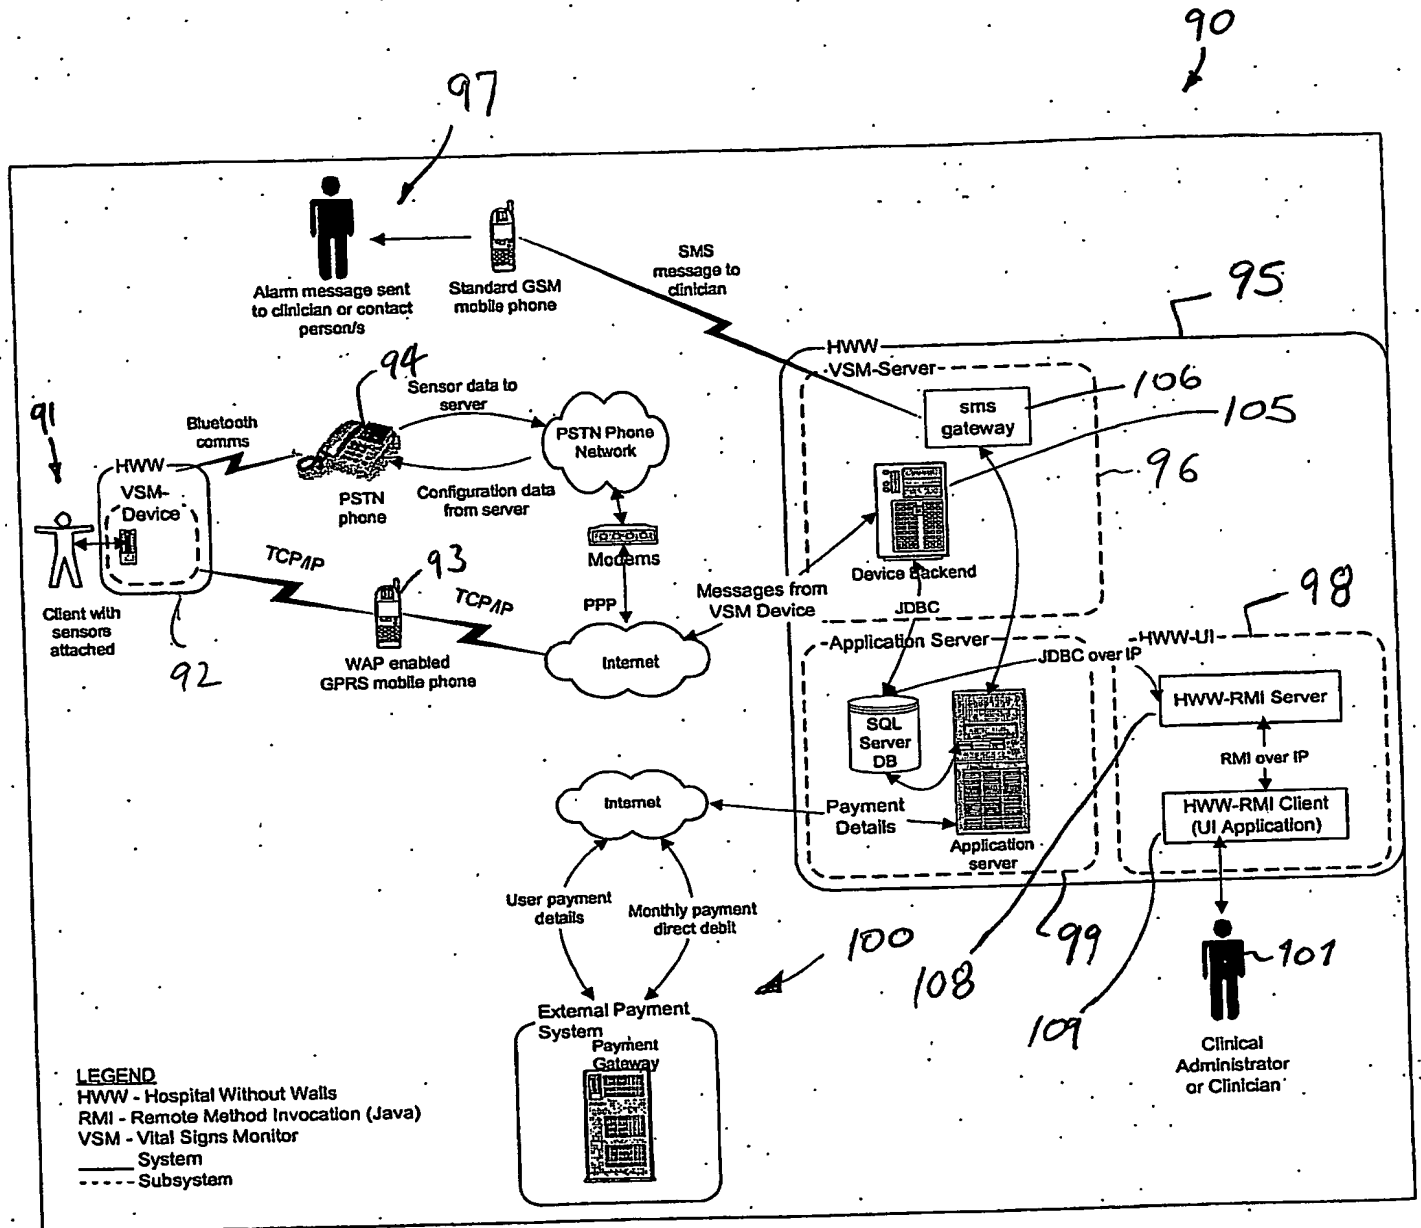 90
97
Alarm message sent
to clinician or contact
person/s
Standard GSM
mobile phone
SMS
message to
clinician
95
HWW
VSM-Server
sms
gateway
106
105
96
94
Sensor data to
server
91
Bluetooth
comms
HWW
VSM-
Device
PSTN
phone
PSTN Phone
Network
Configuration data
from server
Modems
PPP
Client with
sensors
attached
92
TCP/IP
93
TCP/IP
WAP enabled
GPRS mobile phone
Internet
Messages from
VSM Device
Device Backend
JDBC
98
Application Server
HWW-UI
JDBC over IP
SQL
Server
DB
HWW-RMI Server
RMI over IP
HWW-RMI Client
(UI Application)
Application
server
Internet
Payment
Details
User payment
details
Monthly payment
direct debit
100
108
99
109
101
Clinical
Administrator
or Clinician
External Payment
System
Payment
Gateway
LEGEND
HWW - Hospital Without Walls
RMI - Remote Method Invocation (Java)
VSM - Vital Signs Monitor
System
Subsystem